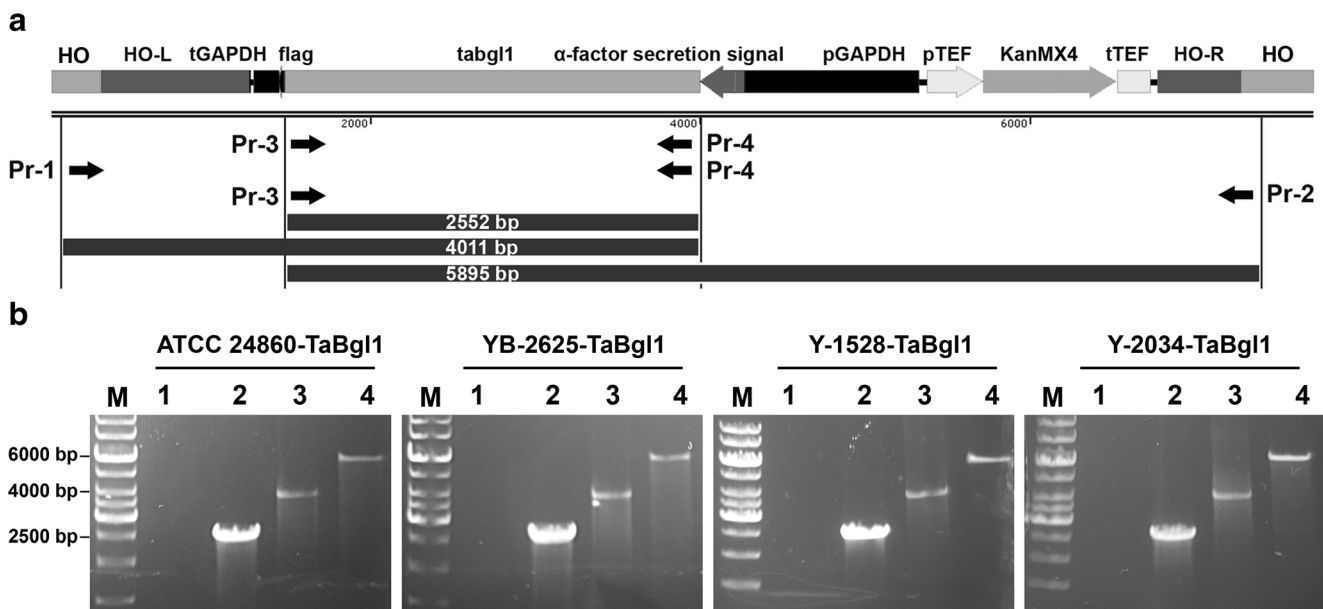 a
HO HO-L tGAPDH flag tabgl1 α-factor secretion signal pGAPDH pTEF KanMX4 tTEF HO-R HO
2000 4000 6000
Pr-3 Pr-4
Pr-1 Pr-4
Pr-3 Pr-2
2552 bp
4011 bp
5895 bp
b
ATCC 24860-TaBgl1 YB-2625-TaBgl1 Y-1528-TaBgl1 Y-2034-TaBgl1
M 1 2 3 4 M 1 2 3 4 M 1 2 3 4 M 1 2 3 4
6000 bp
4000 bp
2500 bp